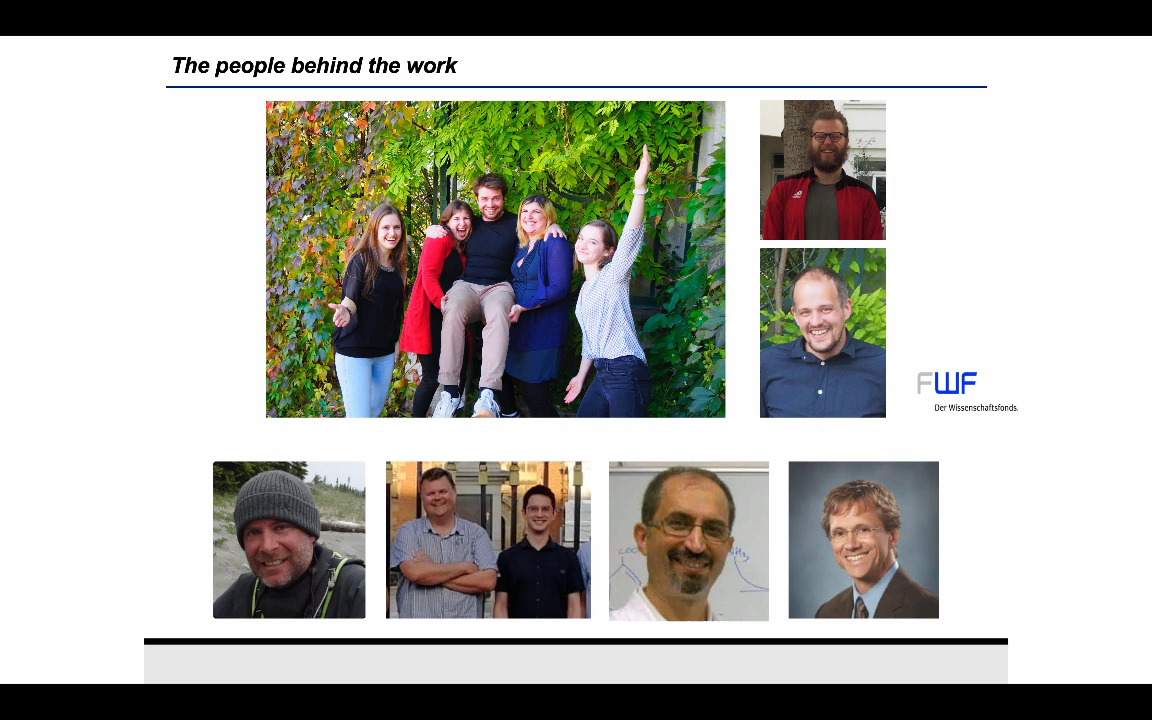 The people behind the work
FWF
Der Wissenschaftsfonds.